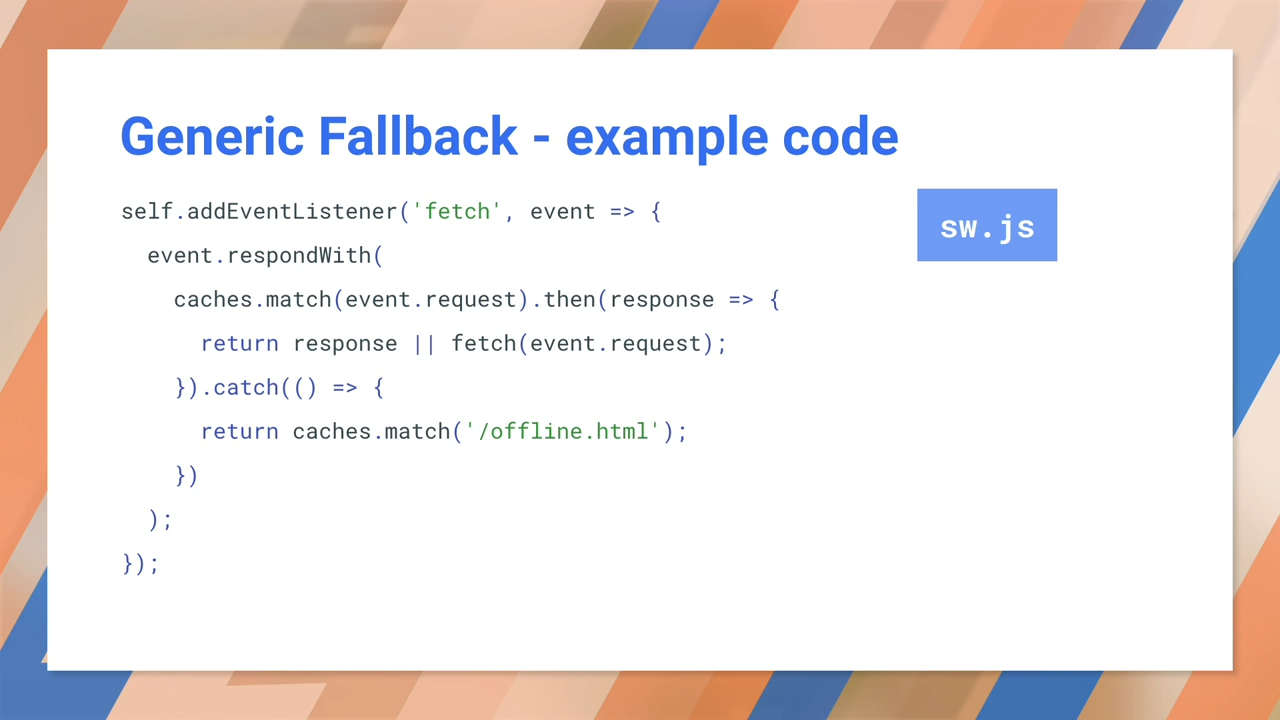 Generic Fallback - example code
sw.js
self.addEventListener('fetch', event => {
  event.respondWith(
    caches.match(event.request).then(response => {
      return response || fetch(event.request);
    }).catch(() => {
      return caches.match('/offline.html');
    })
  );
});